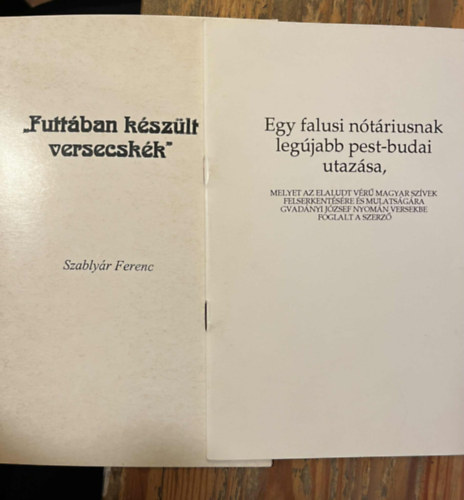 „Futtában készült
versecskék"
Szablyár Ferenc
Egy falusi nótáriusnak
legújabb pest-budai
utazása,
MELYET AZ ELALUDT VÉRŰ MAGYAR SZÍVEK
FELSERKENTÉSÉRE ÉS MULATSÁGÁRA
GVADÁNYI JÓZSEF NYOMÁN VERSEKBE
FOGLALT A SZERZŐ